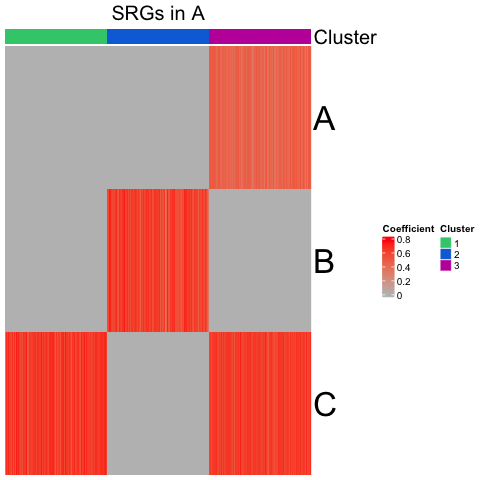 SRGs in A
Cluster
A
B
C
Coefficient
0.8
0.6
0.4
0.2
0
Cluster
1
2
3